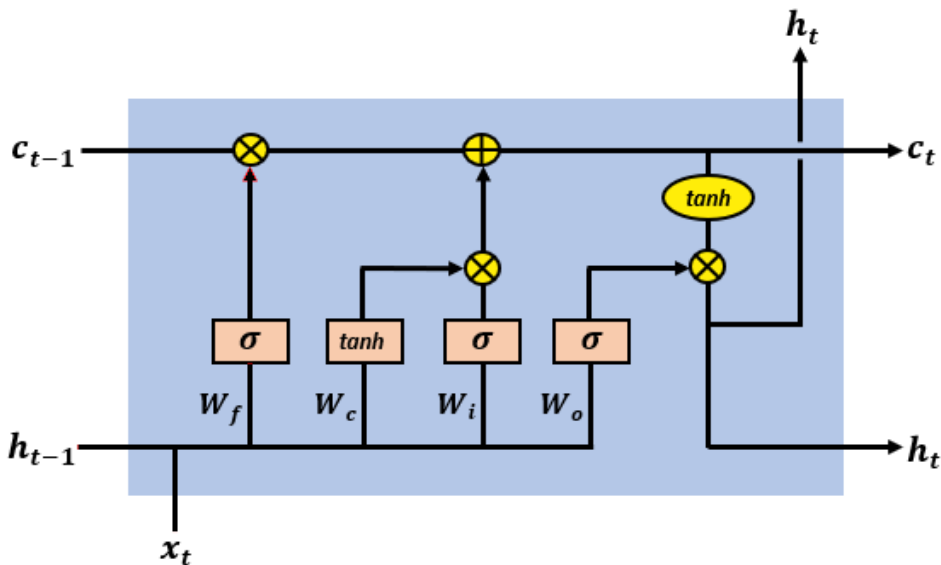 h_t
c_{t-1}
c_t
tanh
σ
tanh
σ
σ
W_f
W_c
W_i
W_o
h_{t-1}
h_t
x_t